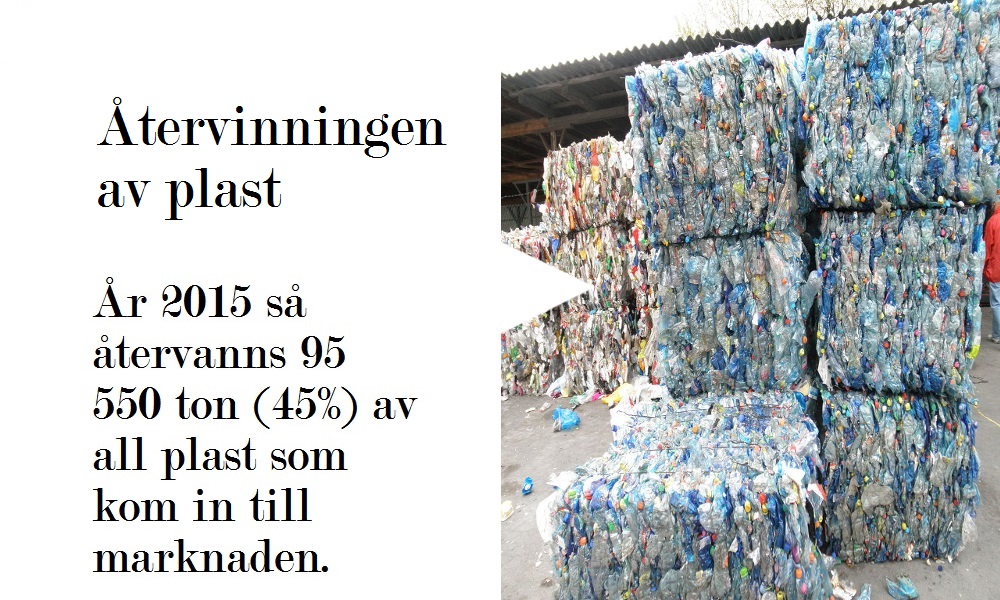 Återvinningen
av plast
År 2015 så
återvanns 95
550 ton (45%) av
all plast som
kom in till
marknaden.